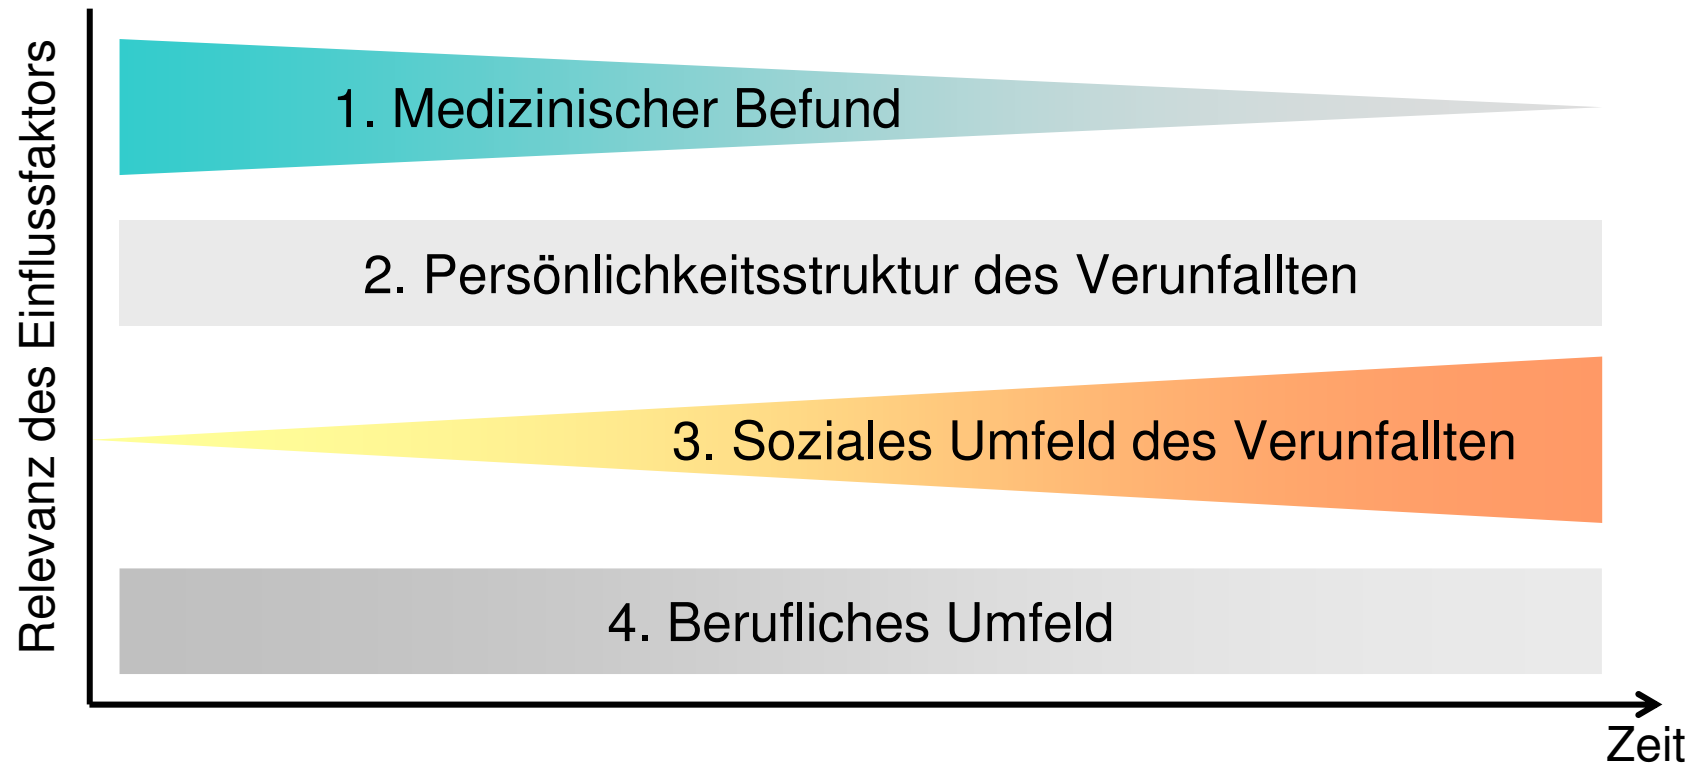 Relevanz des Einflussfaktors
1. Medizinischer Befund
2. Persönlichkeitsstruktur des Verunfallten
3. Soziales Umfeld des Verunfallten
4. Berufliches Umfeld
Zeit